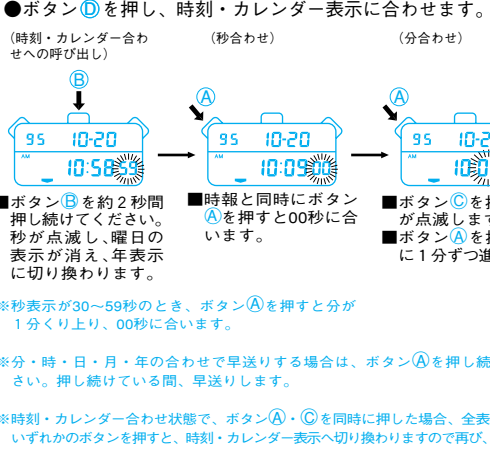 ●ボタンⒹを押し、時刻・カレンダー表示に合わせます。
（時刻・カレンダー合わ
せへの呼び出し）
Ⓑ
AM
95 10-20
10:58 59
■ボタンⒷを約２秒間
押し続けてください。
秒が点滅し、曜日の
表示が消え、年表示
に切り換わります。
（秒合わせ）
Ⓐ
95 10-20
AM
10:09 00
■時報と同時にボタン
Ⓐを押すと00秒に合
います。
（分合わせ）
Ⓐ
95 10-2
AM
10:0
■ボタンⒸを押
が点滅しま
■ボタンⒶを押
に１分ずつ進
※秒表示が30〜59秒のとき、ボタンⒶを押すと分が
１分くり上り、00秒に合います。
※分・時・日・月・年の合わせで早送りする場合は、ボタンⒶを押し続
さい。押し続けている間、早送りします。
※時刻・カレンダー合わせ状態で、ボタンⒶ・Ⓒを同時に押した場合、全表
いずれかのボタンを押すと、時刻・カレンダー表示へ切り換わりますので再び、